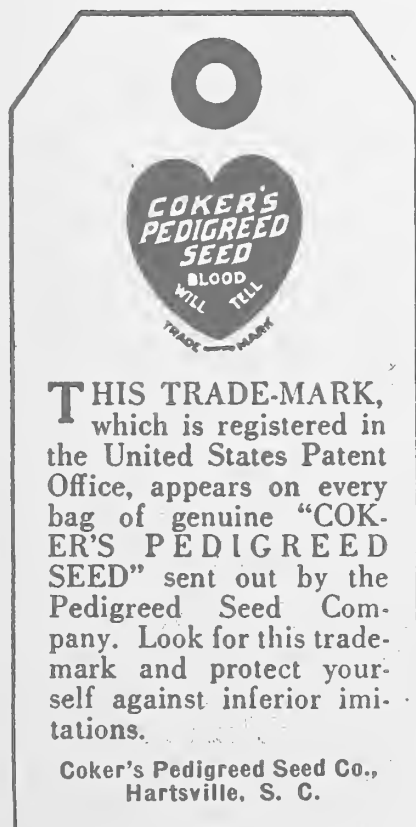 COKER'S
PEDIGREED
SEED
BLOOD
WILL TELL
TRADE MARK
THIS TRADE-MARK,
which is registered in
the United States Patent
Office, appears on every
bag of genuine “COK-
ER'S PEDIGREED
SEED” sent out by the
Pedigreed Seed Com-
pany. Look for this trade-
mark and protect your-
self against inferior imi-
tations.
Coker's Pedigreed Seed Co.,
Hartsville, S. C.